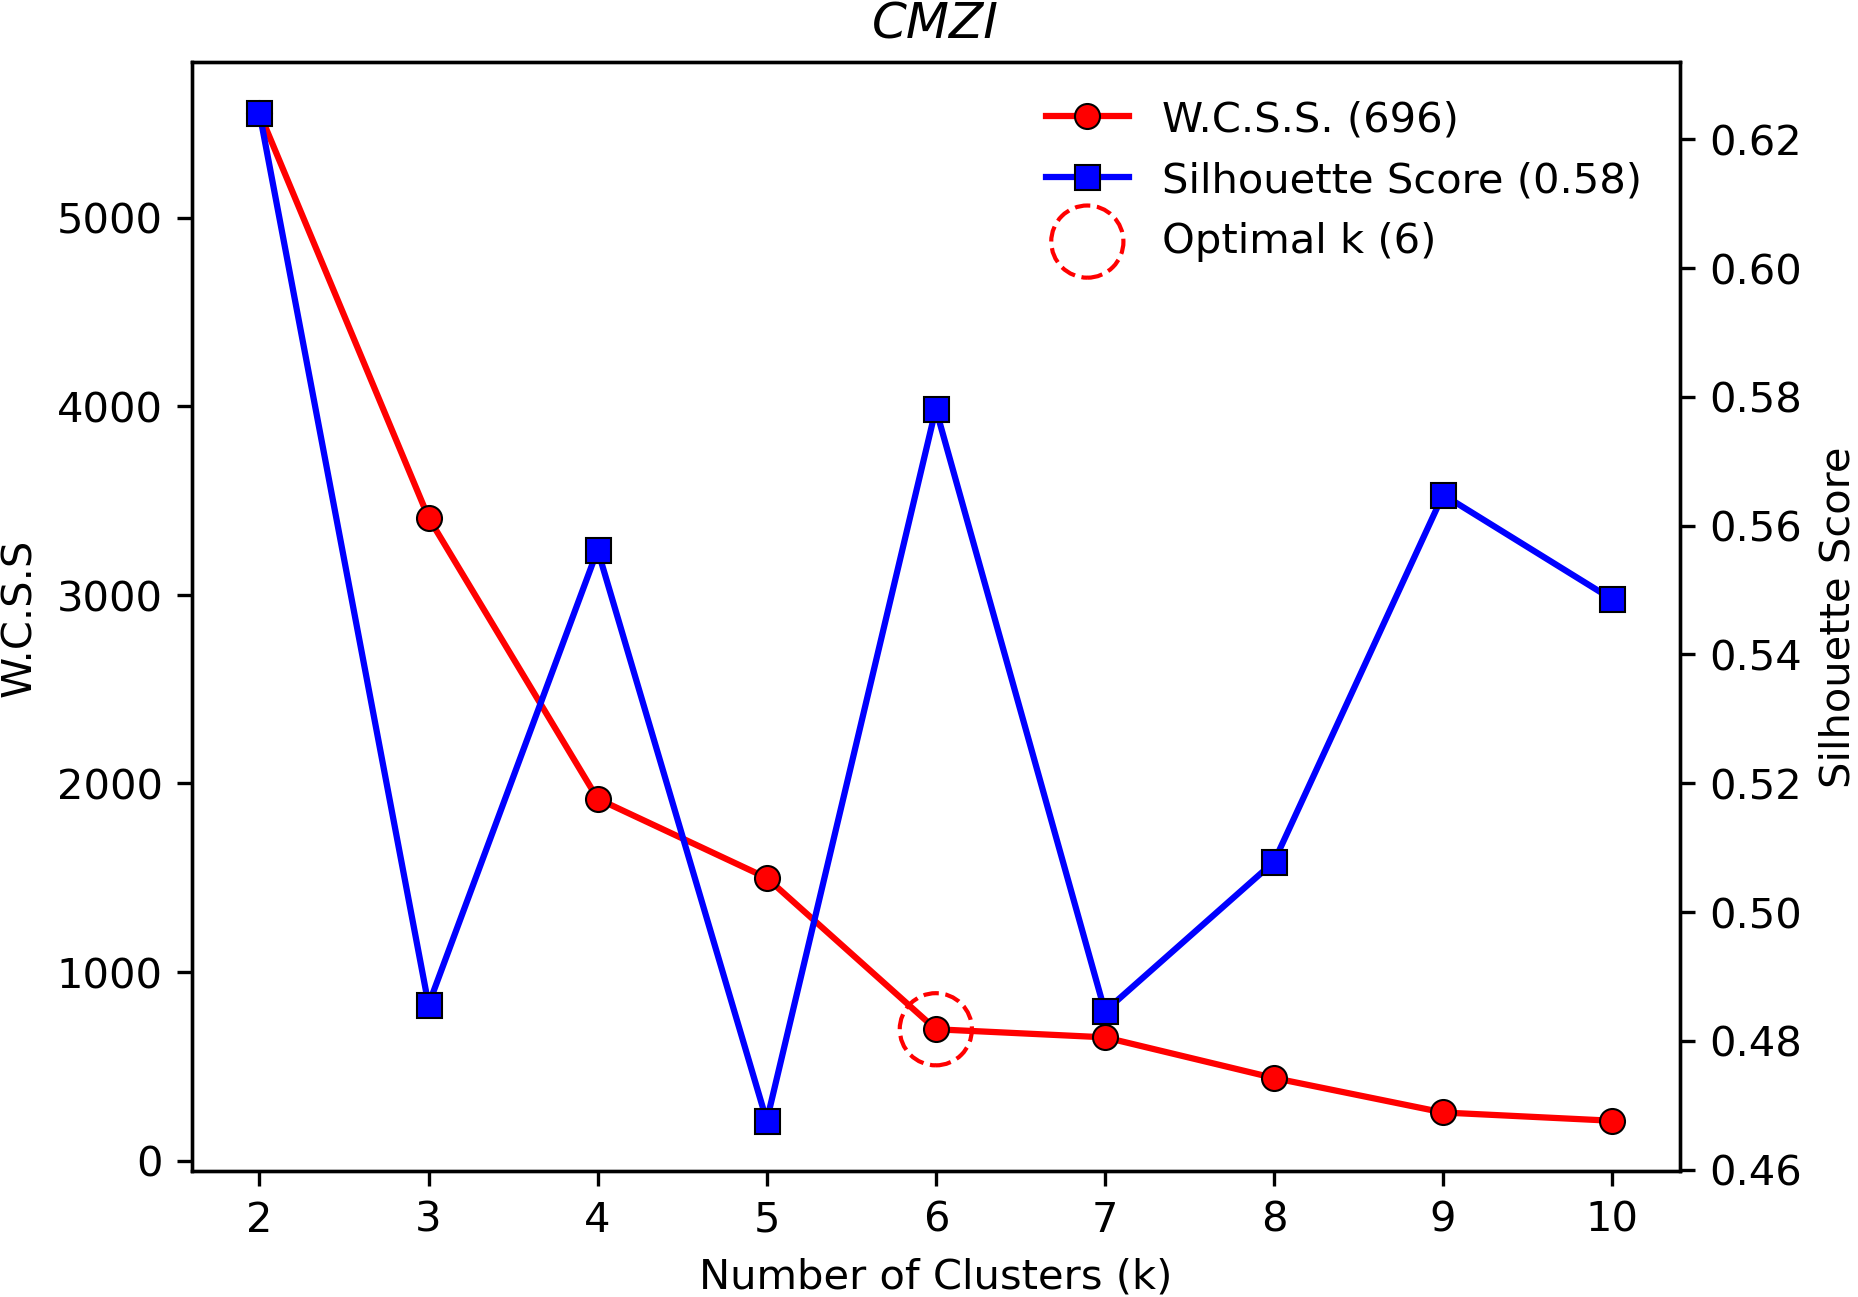 CMZI
W.C.S.S. (696)
Silhouette Score (0.58)
Optimal k (6)
W.C.S.S
5000
4000
3000
2000
1000
0
0.62
0.60
0.58
0.56
0.54
0.52
0.50
0.48
0.46
Silhouette Score
2 3 4 5 6 7 8 9 10
Number of Clusters (k)